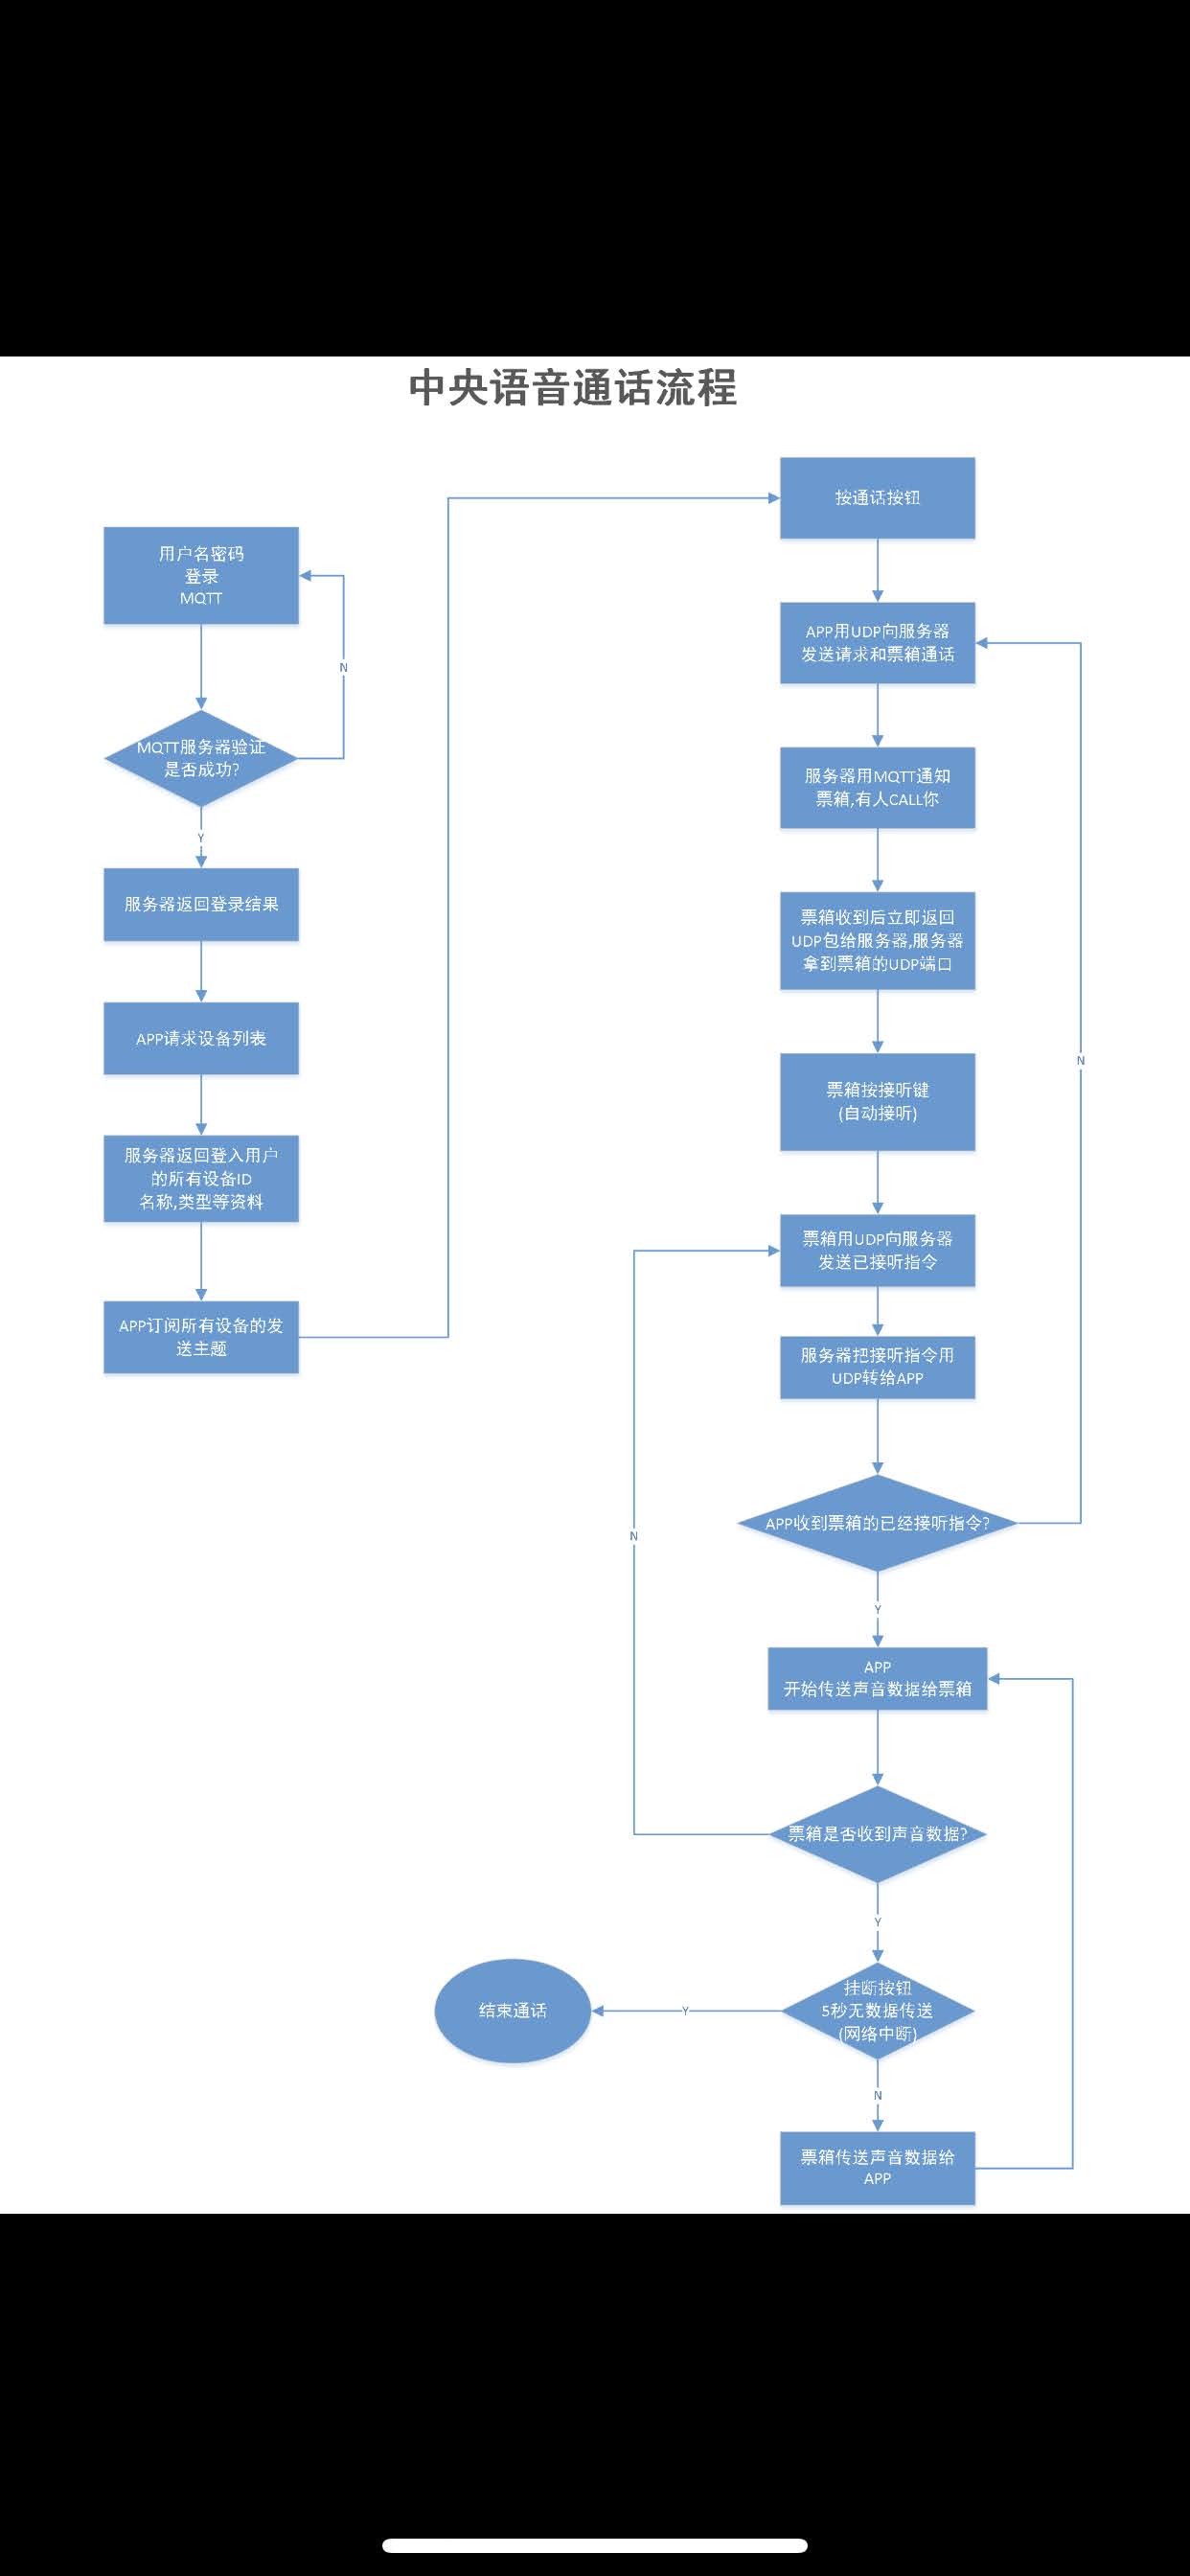 中央语音通话流程
用户名密码
登录
MQTT
N
MQTT服务器验证
是否成功?
Y
服务器返回登录结果
APP请求设备列表
服务器返回登入用户
的所有设备ID
名称,类型等资料
APP订阅所有设备的发
送主题
按通话按钮
APP用UDP向服务器
发送请求和票箱通话
服务器用MQTT通知
票箱,有人CALL你
票箱收到后立即返回
UDP包给服务器,服务器
拿到票箱的UDP端口
N
票箱按接听键
(自动接听)
票箱用UDP向服务器
发送已接听指令
服务器把接听指令用
UDP转给APP
APP收到票箱的已经接听指令?
N
Y
APP
开始传送声音数据给票箱
票箱是否收到声音数据?
Y
挂断按钮
5秒无数据传送
(网络中断)
Y
结束通话
N
票箱传送声音数据给
APP